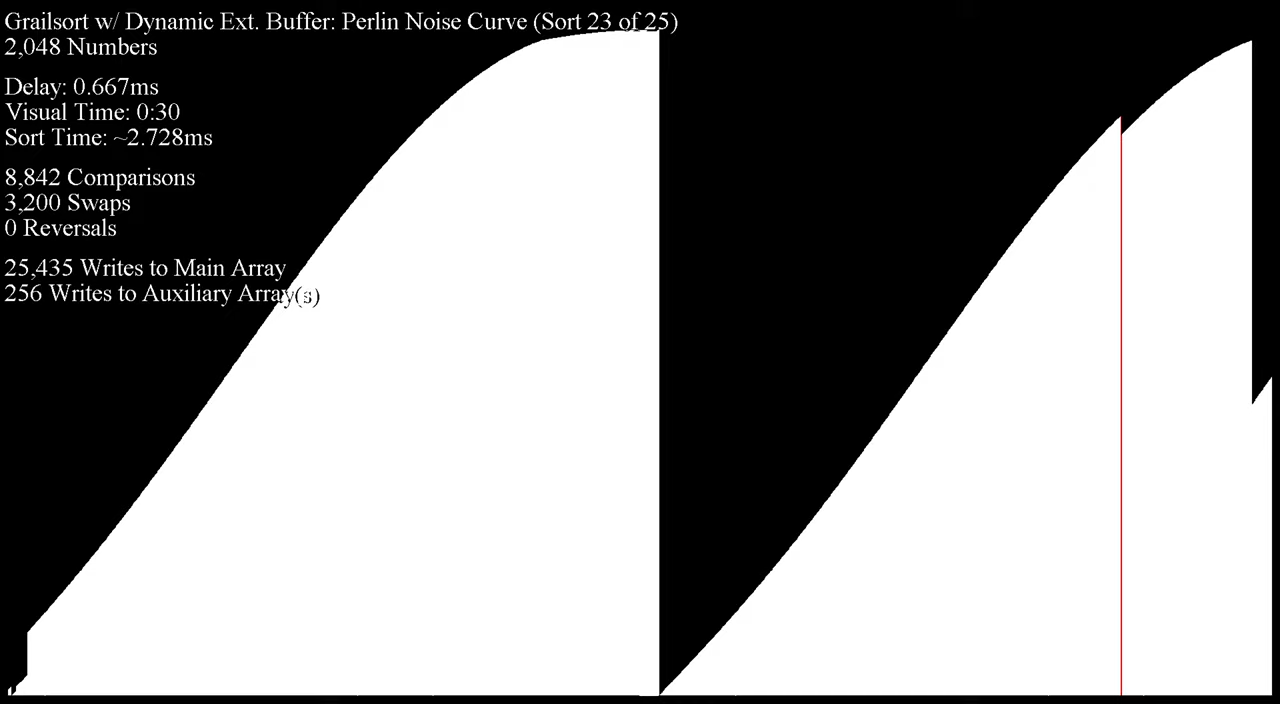 Grailsort w/ Dynamic Ext. Buffer: Perlin Noise Curve (Sort 23 of 25)
2,048 Numbers
Delay: 0.667ms
Visual Time: 0:30
Sort Time: ~2.728ms
8,842 Comparisons
3,200 Swaps
0 Reversals
25,435 Writes to Main Array
256 Writes to Auxiliary Array(s)